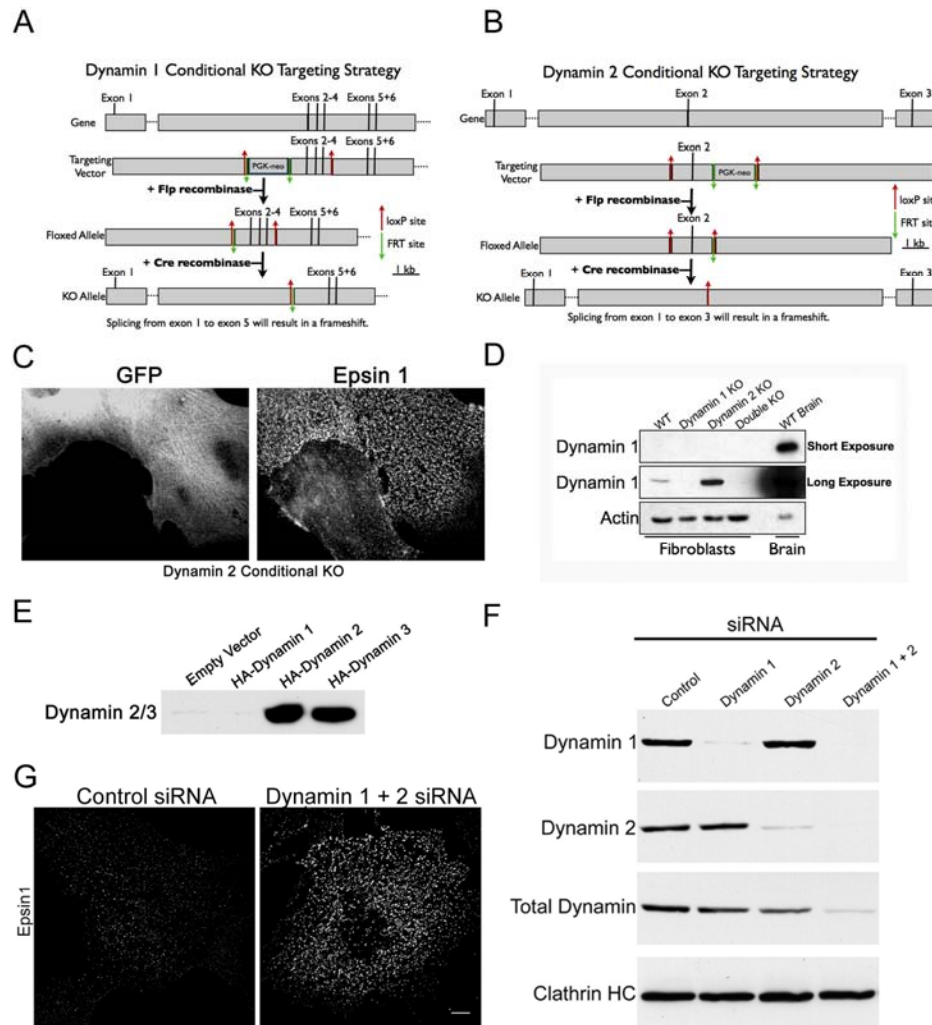 A
Dynamin 1 Conditional KO Targeting Strategy
Exon 1
Exons 2-4
Exons 5+6
Gene
Exons 2-4
Exons 5+6
Targeting
Vector
PGK-neo
+ Flp recombinase
Exons 2-4
Exons 5+6
loxP site
FRT site
Floxed Allele
1 kb
+ Cre recombinase
Exon 1
Exons 5+6
KO Allele
Splicing from exon 1 to exon 5 will result in a frameshift.
B
Dynamin 2 Conditional KO Targeting Strategy
Exon 1
Exon 2
Exon 3
Gene
Exon 2
Targeting
Vector
PGK-neo
+ Flp recombinase
Exon 2
loxP site
FRT site
Floxed Allele
1 kb
+ Cre recombinase
Exon 1
Exon 3
KO Allele
Splicing from exon 1 to exon 3 will result in a frameshift.
C
GFP
Epsin 1
Dynamin 2 Conditional KO
D
WT
Dynamin 1 KO
Dynamin 2 KO
Double KO
WT Brain
Dynamin 1
Short Exposure
Dynamin 1
Long Exposure
Actin
Fibroblasts
Brain
E
Empty Vector
HA-Dynamin 1
HA-Dynamin 2
HA-Dynamin 3
Dynamin 2/3
F
siRNA
Control
Dynamin 1
Dynamin 2
Dynamin 1 + 2
Dynamin 1
Dynamin 2
Total Dynamin
Clathrin HC
G
Control siRNA
Dynamin 1 + 2 siRNA
Epsin1